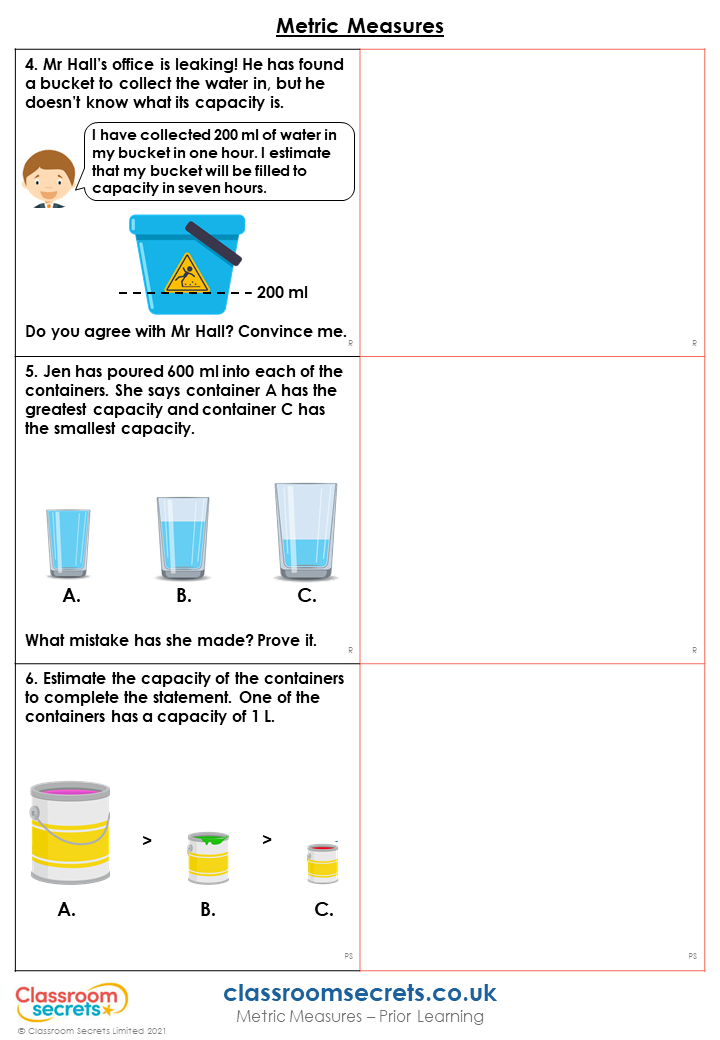 Metric Measures
4. Mr Hall's office is leaking! He has found
a bucket to collect the water in, but he
doesn't know what its capacity is.
I have collected 200 ml of water in
my bucket in one hour. I estimate
that my bucket will be filled to
capacity in seven hours.
200 ml
Do you agree with Mr Hall? Convince me.
R
R
5. Jen has poured 600 ml into each of the
containers. She says container A has the
greatest capacity and container C has
the smallest capacity.
A. B. C.
What mistake has she made? Prove it.
R
R
6. Estimate the capacity of the containers
to complete the statement. One of the
containers has a capacity of 1 L.
> >
A. B. C.
PS
PS
Classroom
secrets
© Classroom Secrets Limited 2021
classroomsecrets.co.uk
Metric Measures – Prior Learning